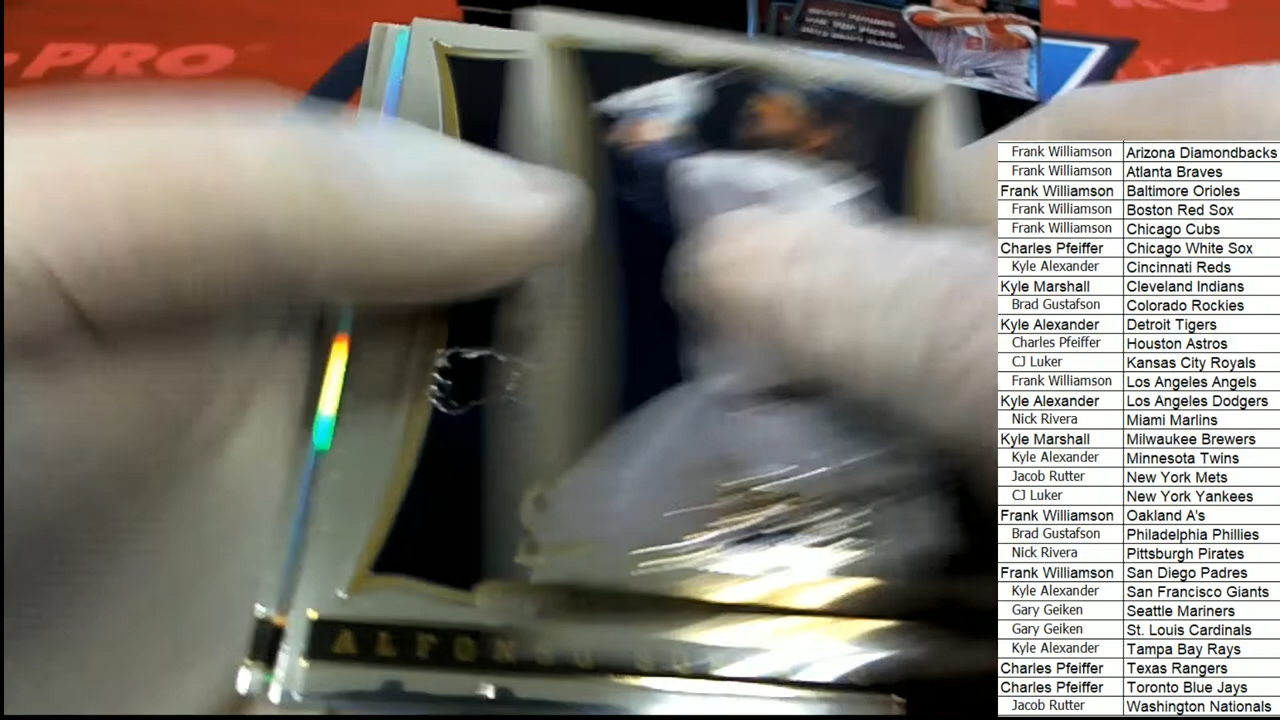 PRO
Frank Williamson Arizona Diamondbacks
Frank Williamson Atlanta Braves
Frank Williamson Baltimore Orioles
Frank Williamson Boston Red Sox
Frank Williamson Chicago Cubs
Charles Pfeiffer Chicago White Sox
Kyle Alexander Cincinnati Reds
Kyle Marshall Cleveland Indians
Brad Gustafson Colorado Rockies
Kyle Alexander Detroit Tigers
Charles Pfeiffer Houston Astros
CJ Luker Kansas City Royals
Frank Williamson Los Angeles Angels
Kyle Alexander Los Angeles Dodgers
Nick Rivera Miami Marlins
Kyle Marshall Milwaukee Brewers
Kyle Alexander Minnesota Twins
Jacob Rutter New York Mets
CJ Luker New York Yankees
Frank Williamson Oakland A's
Brad Gustafson Philadelphia Phillies
Nick Rivera Pittsburgh Pirates
Frank Williamson San Diego Padres
Kyle Alexander San Francisco Giants
Gary Geiken Seattle Mariners
Gary Geiken St. Louis Cardinals
Kyle Alexander Tampa Bay Rays
Charles Pfeiffer Texas Rangers
Charles Pfeiffer Toronto Blue Jays
Jacob Rutter Washington Nationals